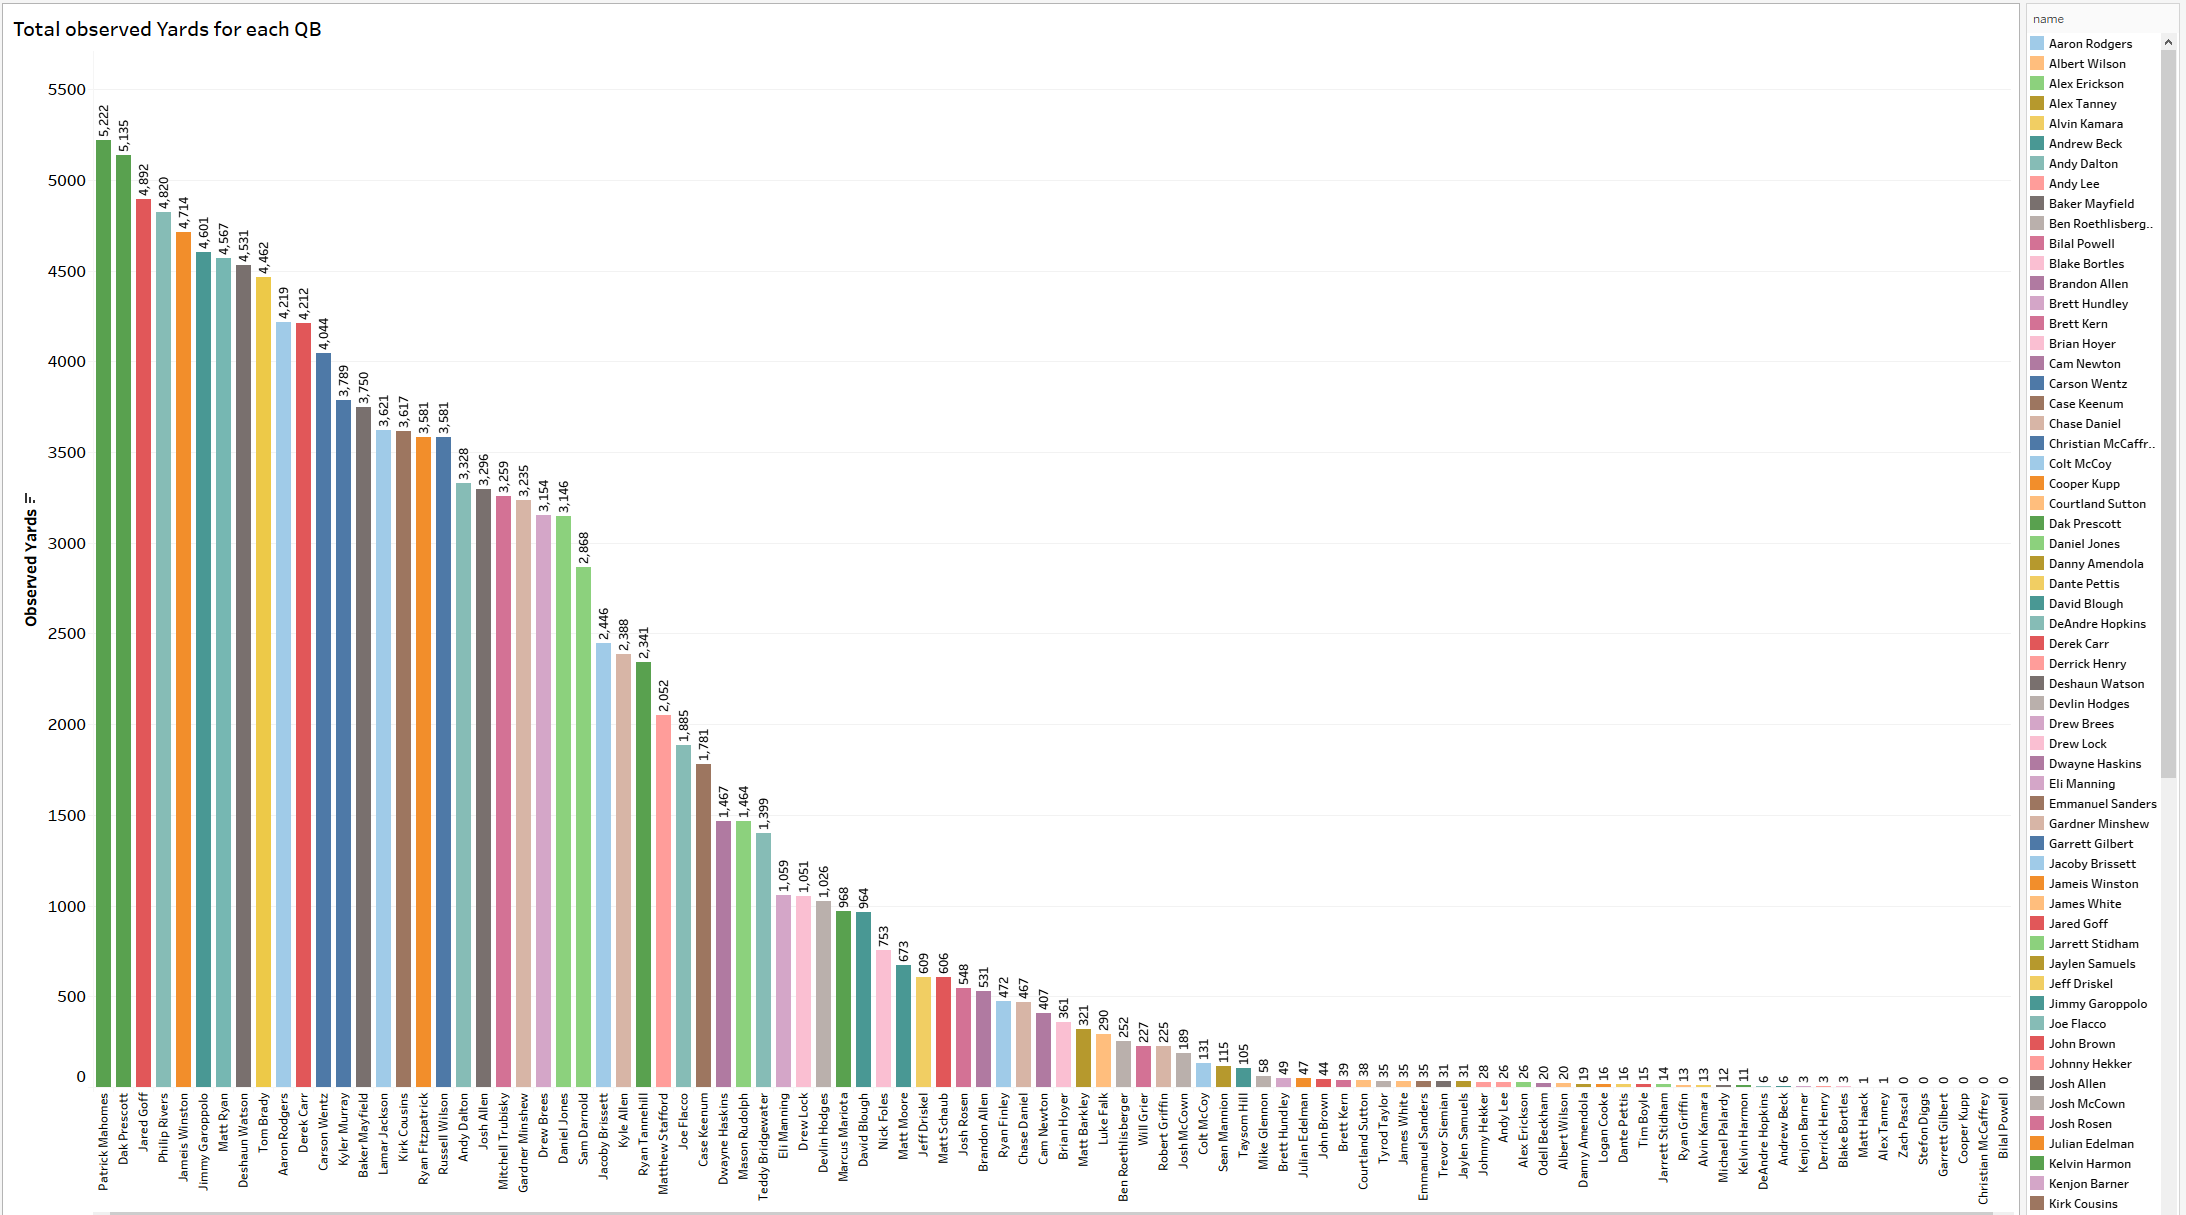 Total observed Yards for each QB
Observed Yards
5500
5000
4500
4000
3500
3000
2500
2000
1500
1000
500
0
5,222
5,135
4,892
4,820
4,714
4,601
4,567
4,531
4,462
4,219
4,212
4,044
3,789
3,750
3,621
3,617
3,581
3,581
3,328
3,296
3,259
3,235
3,154
3,146
2,868
2,446
2,388
2,341
2,052
1,885
1,781
1,467
1,464
1,399
1,059
1,051
1,026
968
964
753
673
609
606
548
531
472
467
407
361
321
290
252
227
225
189
131
115
105
58
49
47
44
39
38
35
35
35
31
31
28
26
26
20
20
19
16
16
15
14
13
13
12
11
6
6
3
3
3
1
1
0
0
0
0
0
0
Patrick Mahomes
Dak Prescott
Jared Goff
Philip Rivers
Jameis Winston
Jimmy Garoppolo
Matt Ryan
Deshaun Watson
Tom Brady
Aaron Rodgers
Derek Carr
Carson Wentz
Kyler Murray
Baker Mayfield
Lamar Jackson
Kirk Cousins
Ryan Fitzpatrick
Russell Wilson
Andy Dalton
Josh Allen
Mitchell Trubisky
Gardner Minshew
Drew Brees
Daniel Jones
Sam Darnold
Jacoby Brissett
Kyle Allen
Ryan Tannehill
Matthew Stafford
Joe Flacco
Case Keenum
Dwayne Haskins
Mason Rudolph
Teddy Bridgewater
Eli Manning
Drew Lock
Devlin Hodges
Marcus Mariota
David Blough
Nick Foles
Matt Moore
Jeff Driskel
Matt Schaub
Josh Rosen
Brandon Allen
Ryan Finley
Chase Daniel
Cam Newton
Brian Hoyer
Matt Barkley
Luke Falk
Ben Roethlisberger
Will Grier
Robert Griffin
Josh McCown
Colt McCoy
Sean Mannion
Taysom Hill
Mike Glennon
Brett Hundley
Julian Edelman
John Brown
Brett Kern
Courtland Sutton
Tyrod Taylor
James White
Emmanuel Sanders
Trevor Siemian
Jaylen Samuels
Johnny Hekker
Andy Lee
Alex Erickson
Odell Beckham
Albert Wilson
Danny Amendola
Logan Cooke
Dante Pettis
Tim Boyle
Jarrett Stidham
Ryan Griffin
Alvin Kamara
Michael Palardy
Kelvin Harmon
DeAndre Hopkins
Andrew Beck
Kenjon Barner
Derrick Henry
Blake Bortles
Matt Haack
Alex Tanney
Zach Pascal
Stefon Diggs
Garrett Gilbert
Cooper Kupp
Christian McCaffrey
Bilal Powell
name
Aaron Rodgers
Albert Wilson
Alex Erickson
Alex Tanney
Alvin Kamara
Andrew Beck
Andy Dalton
Andy Lee
Baker Mayfield
Ben Roethlisberg..
Bilal Powell
Blake Bortles
Brandon Allen
Brett Hundley
Brett Kern
Brian Hoyer
Cam Newton
Carson Wentz
Case Keenum
Chase Daniel
Christian McCaffr..
Colt McCoy
Cooper Kupp
Courtland Sutton
Dak Prescott
Daniel Jones
Danny Amendola
Dante Pettis
David Blough
DeAndre Hopkins
Derek Carr
Derrick Henry
Deshaun Watson
Devlin Hodges
Drew Brees
Drew Lock
Dwayne Haskins
Eli Manning
Emmanuel Sanders
Gardner Minshew
Garrett Gilbert
Jacoby Brissett
Jameis Winston
James White
Jared Goff
Jarrett Stidham
Jaylen Samuels
Jeff Driskel
Jimmy Garoppolo
Joe Flacco
John Brown
Johnny Hekker
Josh Allen
Josh McCown
Josh Rosen
Julian Edelman
Kelvin Harmon
Kenjon Barner
Kirk Cousins